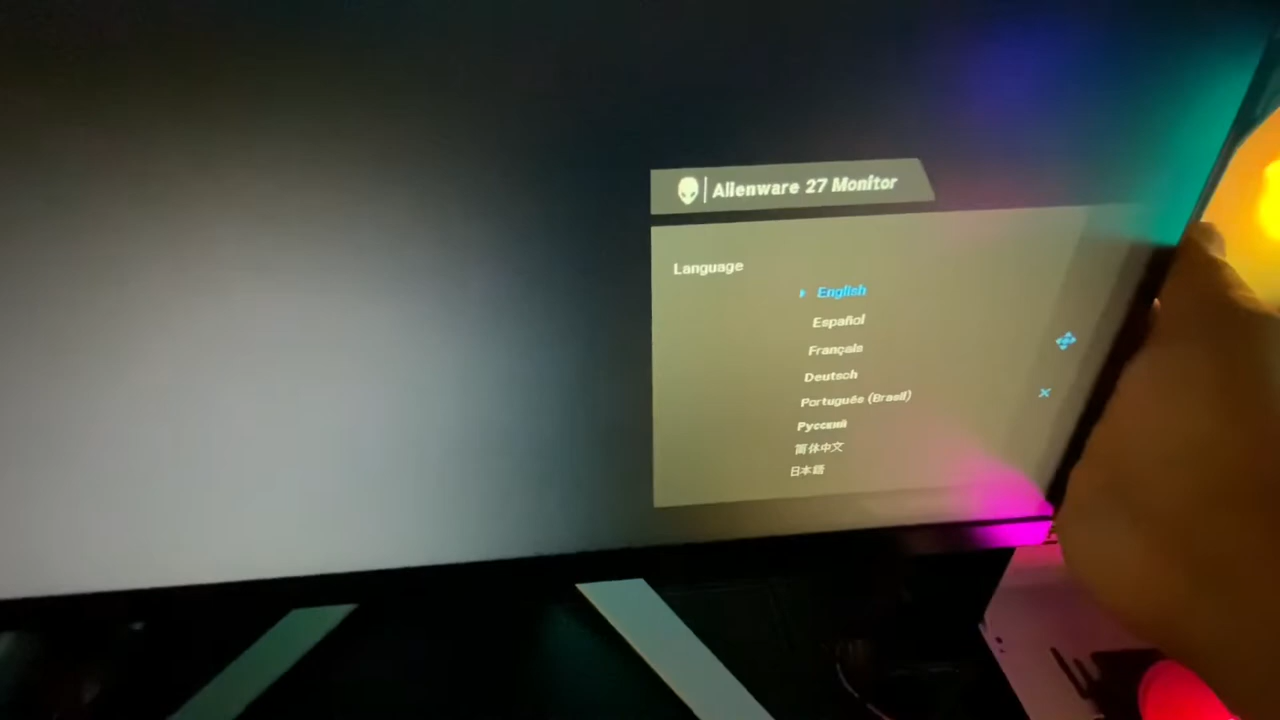 Alienware 27 Monitor
Language
English
Español
Français
Deutsch
Português (Brasil)
Русский
简体中文
日本語